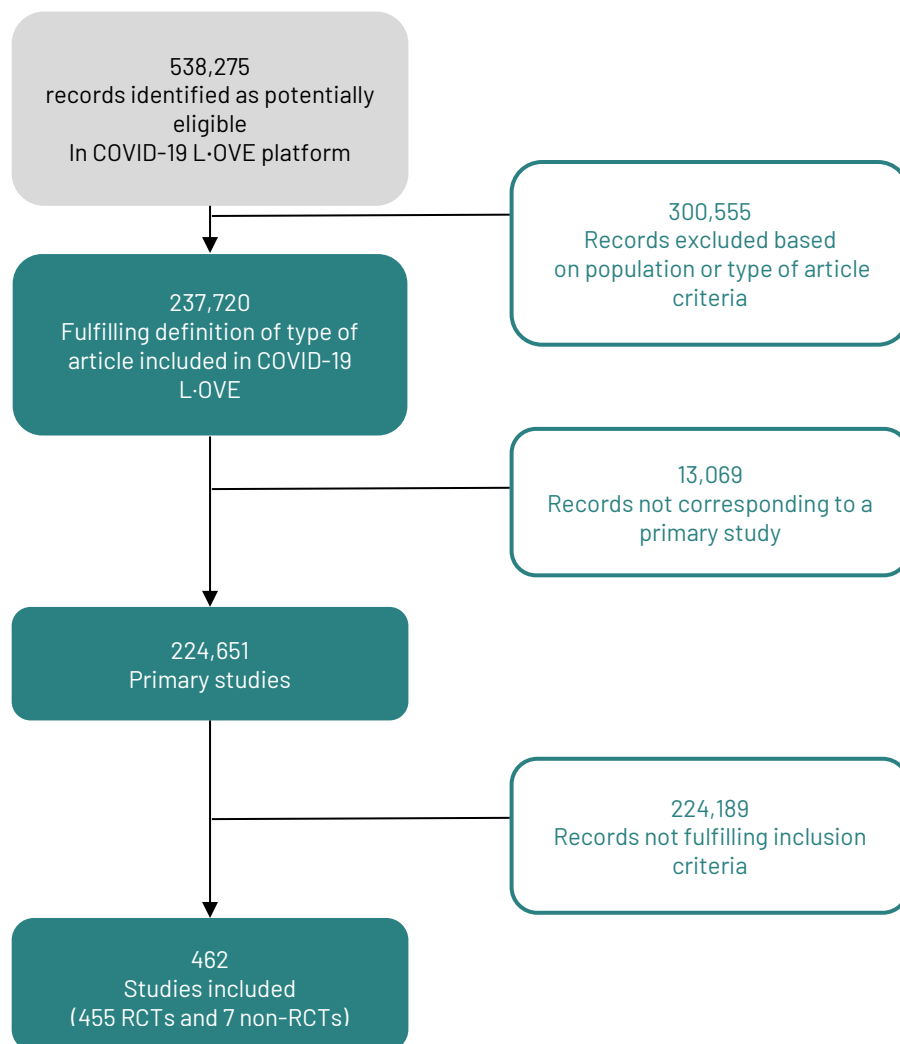 538,275
records identified as potentially
eligible
In COVID-19 L·OVE platform
300,555
Records excluded based
on population or type of article
criteria
237,720
Fulfilling definition of type of
article included in COVID-19
L·OVE
13,069
Records not corresponding to a
primary study
224,651
Primary studies
224,189
Records not fulfilling inclusion
criteria
462
Studies included
(455 RCTs and 7 non-RCTs)